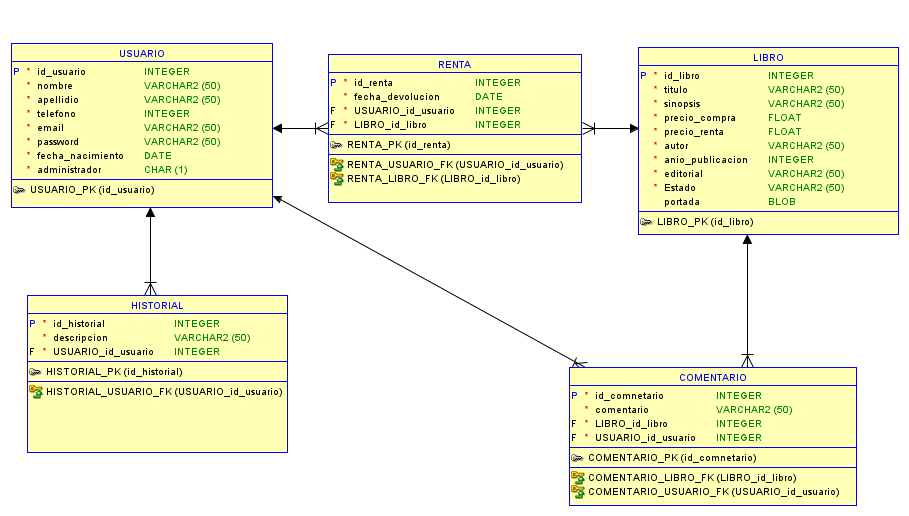 USUARIO
P * id_usuario INTEGER
* nombre VARCHAR2 (50)
* apellidio VARCHAR2 (50)
* telefono INTEGER
* email VARCHAR2 (50)
* password VARCHAR2 (50)
* fecha_nacimiento DATE
* administrador CHAR (1)
USUARIO_PK (id_usuario)
RENTA
P * id_renta INTEGER
* fecha_devolucion DATE
F * USUARIO_id_usuario INTEGER
F * LIBRO_id_libro INTEGER
RENTA_PK (id_renta)
RENTA_USUARIO_FK (USUARIO_id_usuario)
RENTA_LIBRO_FK (LIBRO_id_libro)
LIBRO
P * id_libro INTEGER
* titulo VARCHAR2 (50)
* sinopsis VARCHAR2 (50)
* precio_compra FLOAT
* precio_renta FLOAT
* autor VARCHAR2 (50)
* anio_publicacion INTEGER
* editorial VARCHAR2 (50)
* Estado VARCHAR2 (50)
portada BLOB
LIBRO_PK (id_libro)
HISTORIAL
P * id_historial INTEGER
* descripcion VARCHAR2 (50)
F * USUARIO_id_usuario INTEGER
HISTORIAL_PK (id_historial)
HISTORIAL_USUARIO_FK (USUARIO_id_usuario)
COMENTARIO
P * id_comnetario INTEGER
* comentario VARCHAR2 (50)
F * LIBRO_id_libro INTEGER
F * USUARIO_id_usuario INTEGER
COMENTARIO_PK (id_comnetario)
COMENTARIO_LIBRO_FK (LIBRO_id_libro)
COMENTARIO_USUARIO_FK (USUARIO_id_usuario)